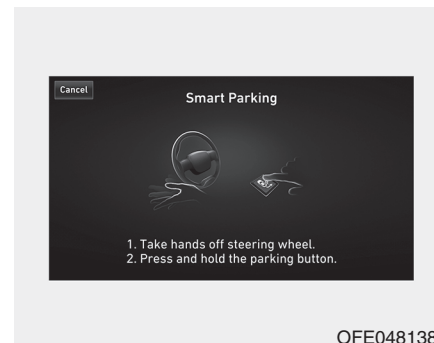 Cancel
Smart Parking
1. Take hands off steering wheel.
2. Press and hold the parking button.
OFE048138